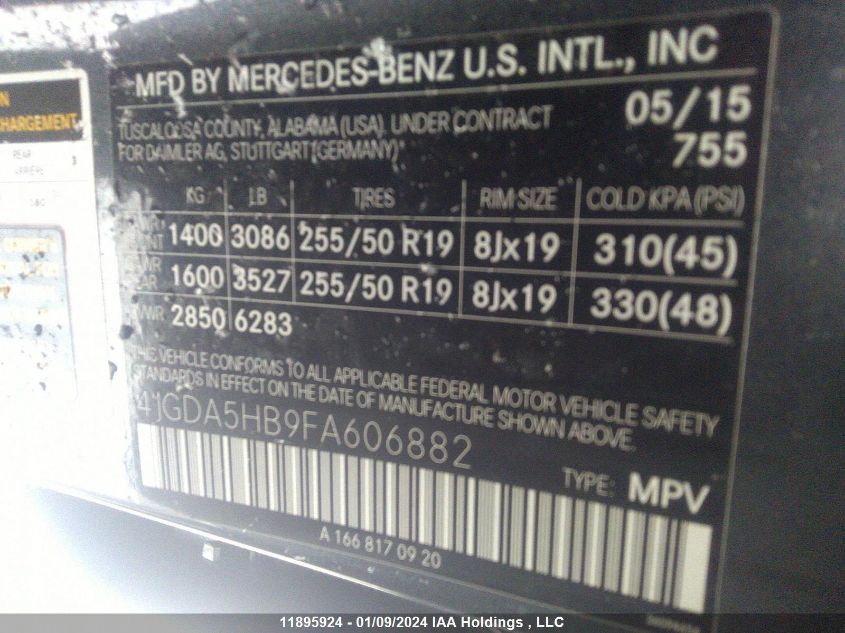 MFD BY MERCEDES-BENZ U.S. INTL., INC
TUSCALOOSA COUNTY, ALABAMA (USA) UNDER CONTRACT 05/15
FOR DAIMLER AG, STUTTGART (GERMANY) 755
KG LB TIRES RIM SIZE COLD KPA (PSI)
1400 3086 255/50 R19 8Jx19 310(45)
1600 3527 255/50 R19 8Jx19 330(48)
2850 6283
THIS VEHICLE CONFORMS TO ALL APPLICABLE FEDERAL MOTOR VEHICLE SAFETY
STANDARDS IN EFFECT ON THE DATE OF MANUFACTURE SHOWN ABOVE.
4JGDA5HB9FA606882
TYPE: MPV
A 166 817 09 20
CHARGEMENT
REAR
11895924 - 01/09/2024 IAA Holdings , LLC